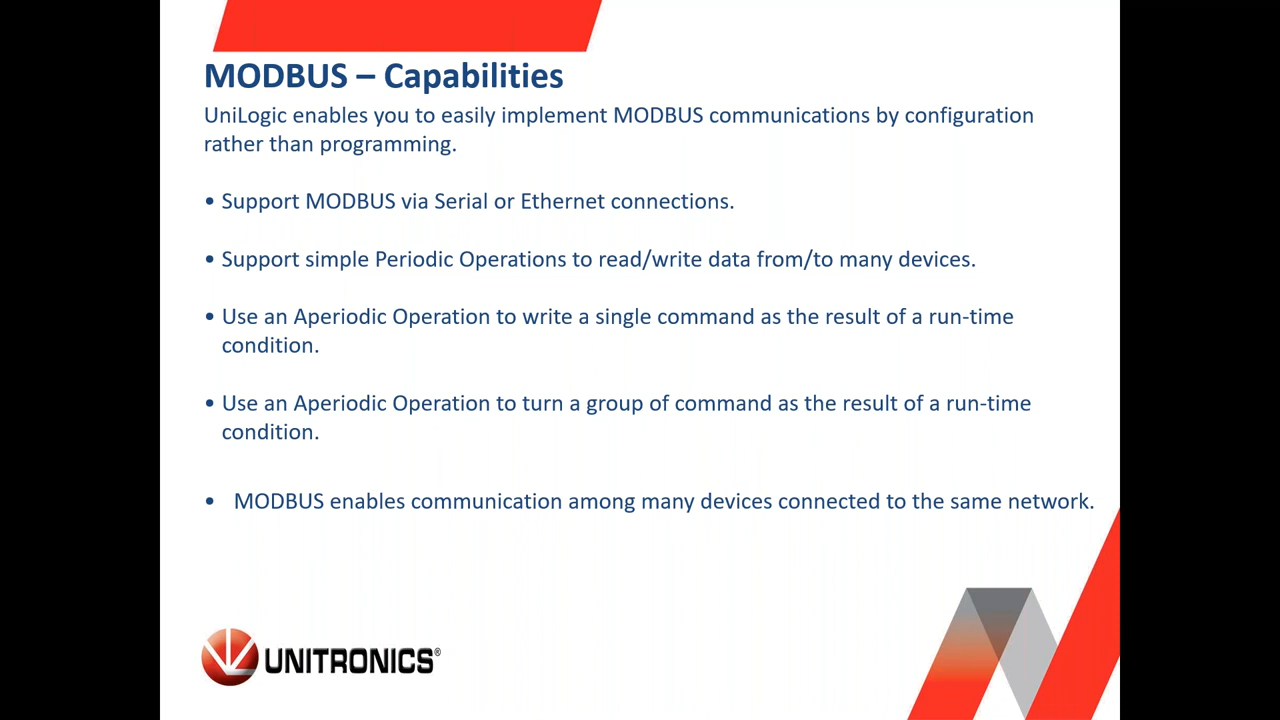 MODBUS – Capabilities
UniLogic enables you to easily implement MODBUS communications by configuration
rather than programming.
• Support MODBUS via Serial or Ethernet connections.
• Support simple Periodic Operations to read/write data from/to many devices.
• Use an Aperiodic Operation to write a single command as the result of a run-time
condition.
• Use an Aperiodic Operation to turn a group of command as the result of a run-time
condition.
• MODBUS enables communication among many devices connected to the same network.
UNITRONICS®